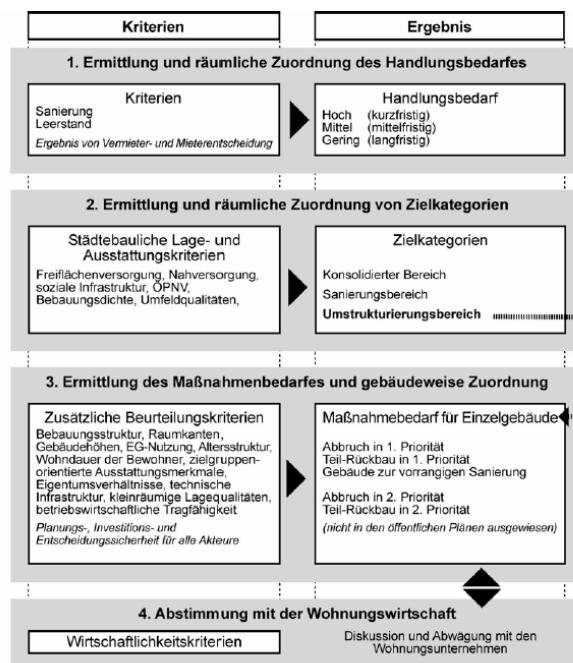 Kriterien
Ergebnis
1. Ermittlung und räumliche Zuordnung des Handlungsbedarfes
Kriterien
Sanierung
Leerstand
Ergebnis von Vermieter- und Mieterentscheidung
Handlungsbedarf
Hoch (kurzfristig)
Mittel (mittelfristig)
Gering (langfristig)
2. Ermittlung und räumliche Zuordnung von Zielkategorien
Städtebauliche Lage- und
Ausstattungskriterien
Freiflächenversorgung, Nahversorgung,
soziale Infrastruktur, ÖPNV,
Bebauungsdichte, Umfeldqualitäten,
Zielkategorien
Konsolidierter Bereich
Sanierungsbereich
Umstrukturierungsbereich
3. Ermittlung des Maßnahmenbedarfes und gebäudeweise Zuordnung
Zusätzliche Beurteilungskriterien
Bebauungsstruktur, Raumkanten,
Gebäudehöhen, EG-Nutzung, Altersstruktur,
Wohndauer der Bewohner, zielgruppen-
orientierte Ausstattungsmerkmale,
Eigentumsverhältnisse, technische
Infrastruktur, kleinräumige Lagequalitäten,
betriebswirtschaftliche Tragfähigkeit
Planungs-, Investitions- und
Entscheidungssicherheit für alle Akteure
Maßnahmebedarf für Einzelgebäude
Abbruch in 1. Priorität
Teil-Rückbau in 1. Priorität
Gebäude zur vorrangigen Sanierung
Abbruch in 2. Priorität
Teil-Rückbau in 2. Priorität
(nicht in den öffentlichen Plänen ausgewiesen)
4. Abstimmung mit der Wohnungswirtschaft
Wirtschaftlichkeitskriterien
Diskussion und Abwägung mit den
Wohnungsunternehmen